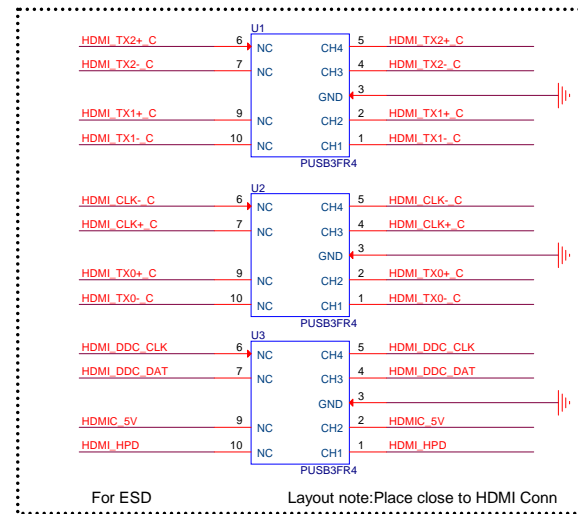 U1
HDMI_TX2+_C 6 NC CH4 5 HDMI_TX2+_C
HDMI_TX2-_C 7 NC CH3 4 HDMI_TX2-_C
GND 3
HDMI_TX1+_C 9 NC CH2 2 HDMI_TX1+_C
HDMI_TX1-_C 10 NC CH1 1 HDMI_TX1-_C
PUSB3FR4
U2
HDMI_CLK-_C 6 NC CH4 5 HDMI_CLK-_C
HDMI_CLK+_C 7 NC CH3 4 HDMI_CLK+_C
GND 3
HDMI_TX0+_C 9 NC CH2 2 HDMI_TX0+_C
HDMI_TX0-_C 10 NC CH1 1 HDMI_TX0-_C
PUSB3FR4
U3
HDMI_DDC_CLK 6 NC CH4 5 HDMI_DDC_CLK
HDMI_DDC_DAT 7 NC CH3 4 HDMI_DDC_DAT
GND 3
HDMIC_5V 9 NC CH2 2 HDMIC_5V
HDMI_HPD 10 NC CH1 1 HDMI_HPD
PUSB3FR4
For ESD Layout note:Place close to HDMI Conn